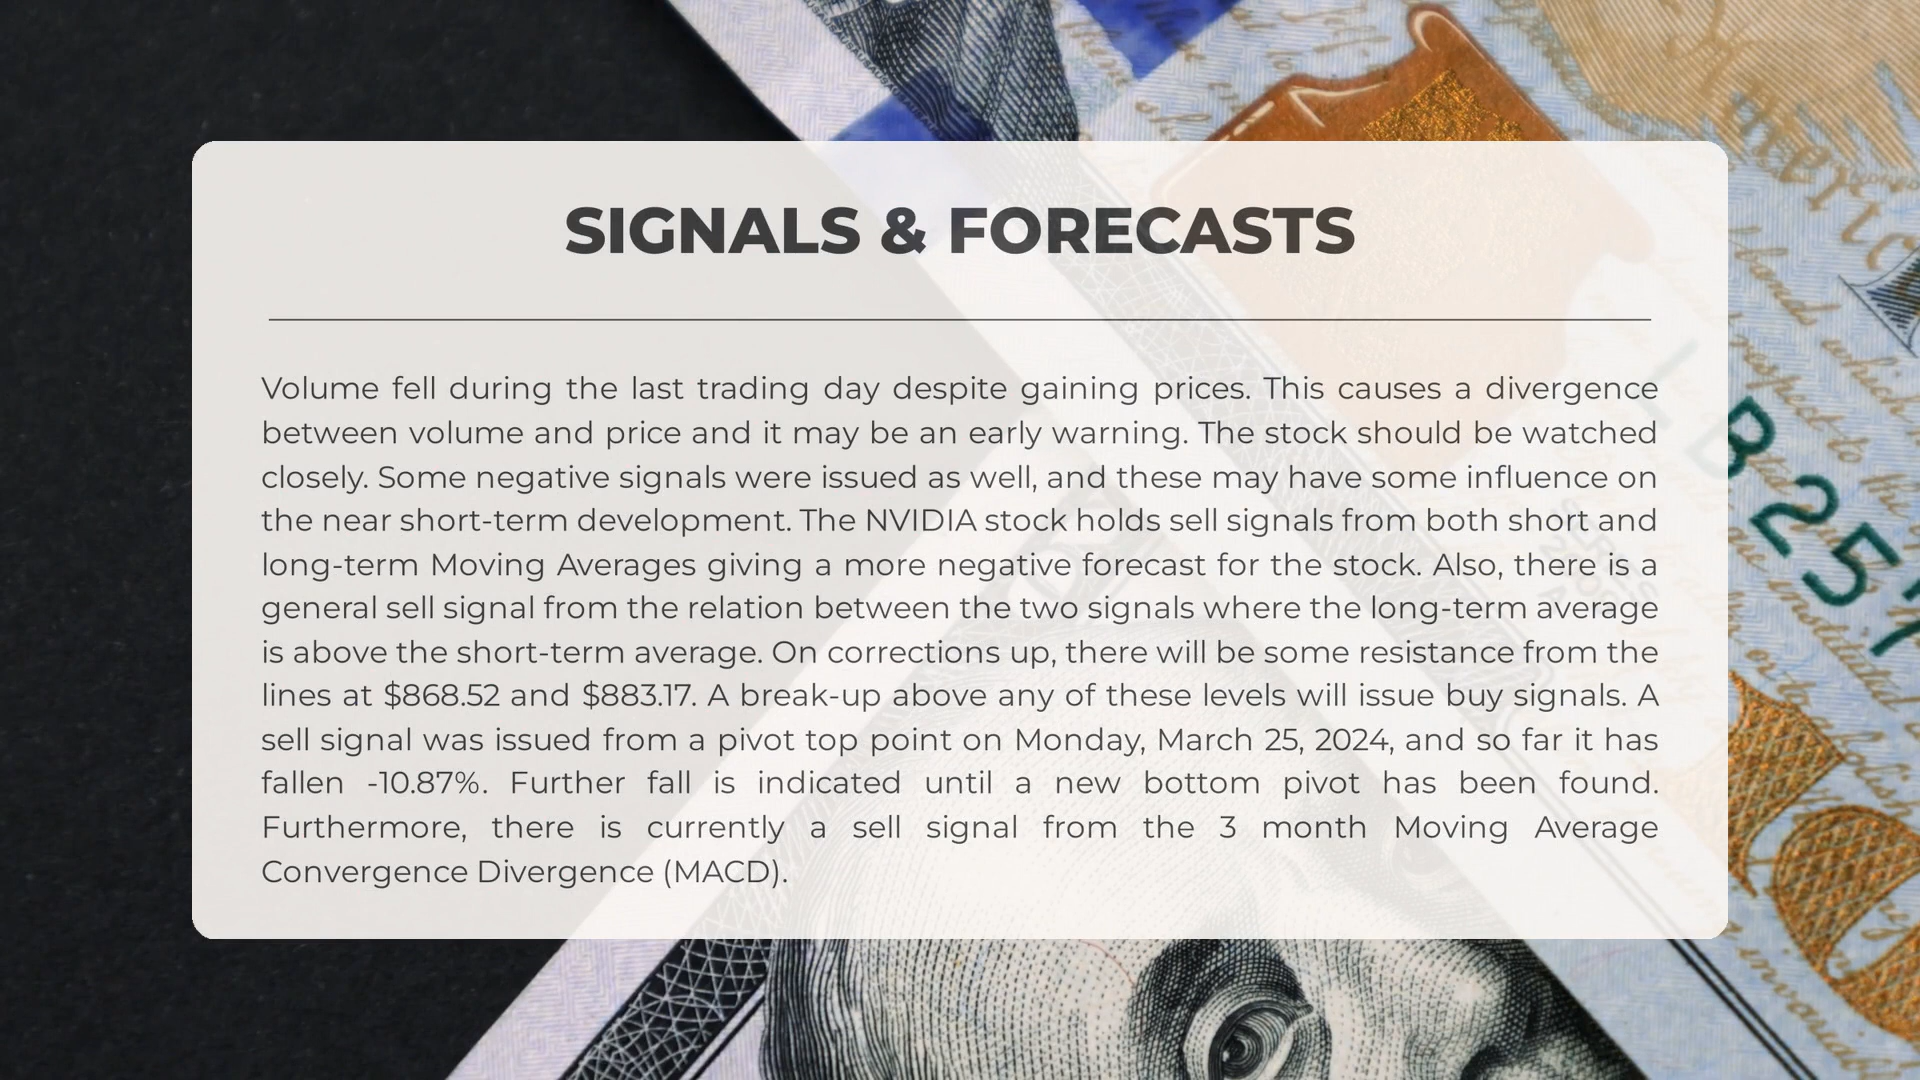 SIGNALS & FORECASTS
Volume fell during the last trading day despite gaining prices. This causes a divergence
between volume and price and it may be an early warning. The stock should be watched
closely. Some negative signals were issued as well, and these may have some influence on
the near short-term development. The NVIDIA stock holds sell signals from both short and
long-term Moving Averages giving a more negative forecast for the stock. Also, there is a
general sell signal from the relation between the two signals where the long-term average
is above the short-term average. On corrections up, there will be some resistance from the
lines at $868.52 and $883.17. A break-up above any of these levels will issue buy signals. A
sell signal was issued from a pivot top point on Monday, March 25, 2024, and so far it has
fallen -10.87%. Further fall is indicated until a new bottom pivot has been found.
Furthermore, there is currently a sell signal from the 3 month Moving Average
Convergence Divergence (MACD).
LB257